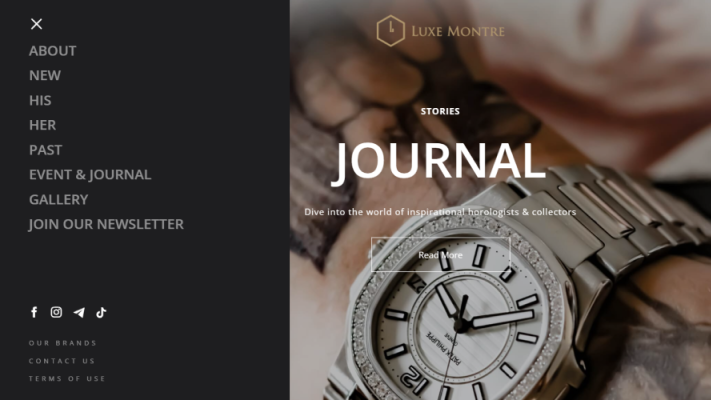 ABOUT
NEW
HIS
HER
PAST
EVENT & JOURNAL
GALLERY
JOIN OUR NEWSLETTER
OUR BRANDS
CONTACT US
TERMS OF USE
LUXE MONTRE
STORIES
JOURNAL
Dive into the world of inspirational horologists & collectors
Read More
PATEK PHILIPPE
12